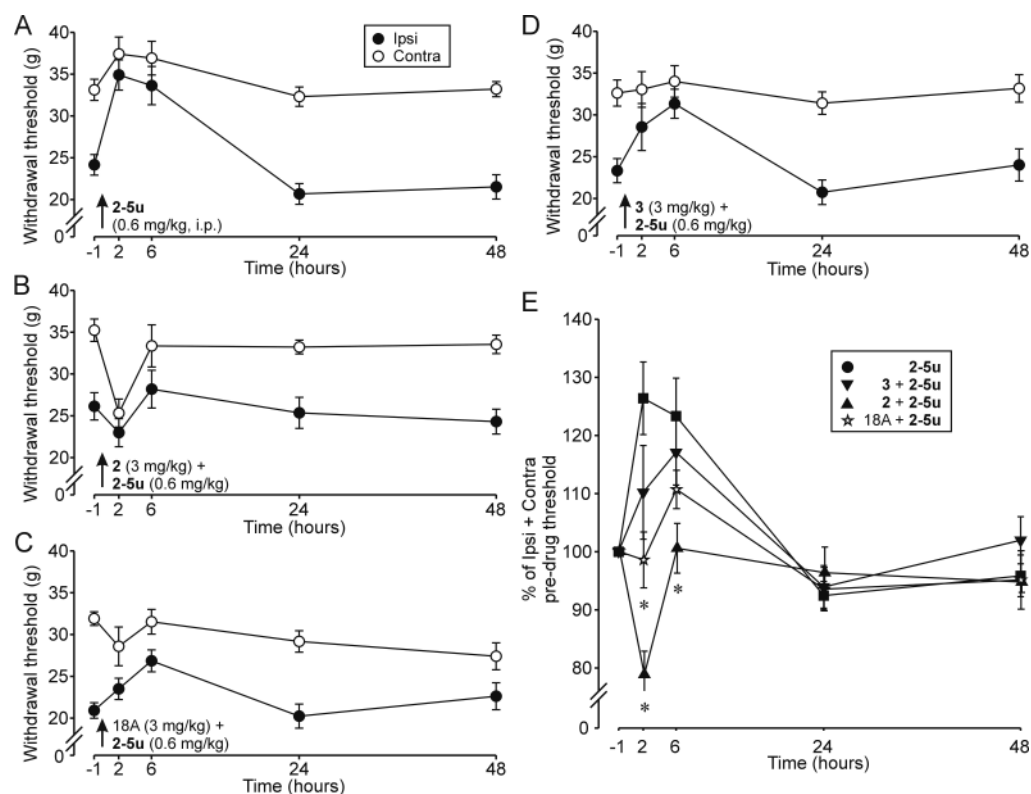 A
Withdrawal threshold (g)
40
35
30
25
20
0
Ipsi
Contra
2-5u
(0.6 mg/kg, i.p.)
-1 2 6 24 48
Time (hours)
B
Withdrawal threshold (g)
40
35
30
25
20
0
2 (3 mg/kg) +
2-5u (0.6 mg/kg)
-1 2 6 24 48
Time (hours)
C
Withdrawal threshold (g)
40
35
30
25
20
0
18A (3 mg/kg) +
2-5u (0.6 mg/kg)
-1 2 6 24 48
Time (hours)
D
Withdrawal threshold (g)
40
35
30
25
20
0
3 (3 mg/kg) +
2-5u (0.6 mg/kg)
-1 2 6 24 48
Time (hours)
E
% of Ipsi + Contra
pre-drug threshold
140
130
120
110
100
90
80
0
2-5u
3 + 2-5u
2 + 2-5u
18A + 2-5u
*
*
*
-1 2 6 24 48
Time (hours)